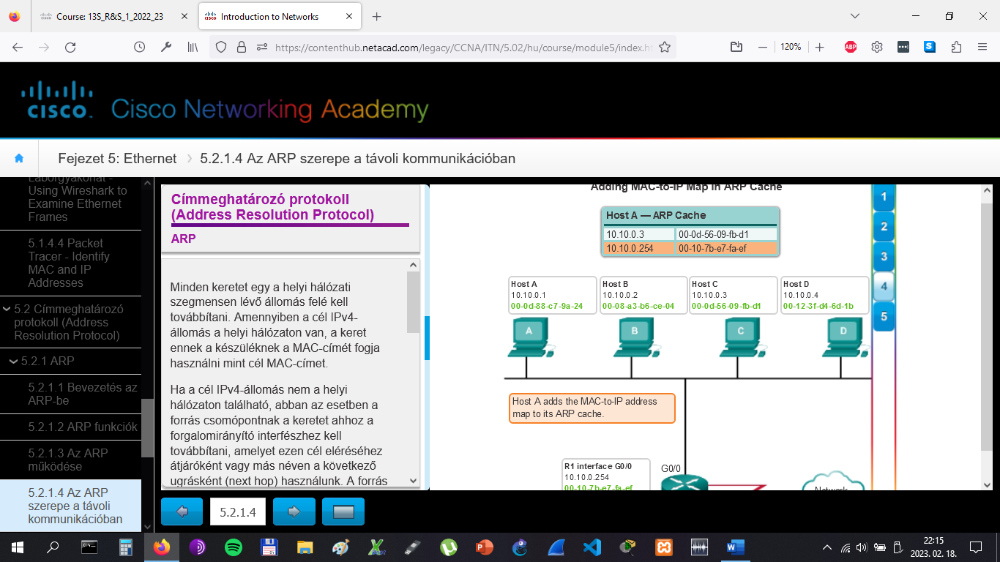 Course: 13S_R&S_1_2022_23
Introduction to Networks
https://contenthub.netacad.com/legacy/CCNA/ITN/5.02/hu/course/module5/index.h
120%
ABP
S
CISCO
Cisco Networking Academy
Fejezet 5: Ethernet
5.2.1.4 Az ARP szerepe a távoli kommunikációban
Laborgyakorlat -
Using Wireshark to
Examine Ethernet
Frames
5.1.4.4 Packet
Tracer - Identify
MAC and IP
Addresses
5.2 Címmeghatározó
protokoll (Address
Resolution Protocol)
5.2.1 ARP
5.2.1.1 Bevezetés az
ARP-be
5.2.1.2 ARP funkciók
5.2.1.3 Az ARP
működése
5.2.1.4 Az ARP
szerepe a távoli
kommunikációban
Címmeghatározó protokoll
(Address Resolution Protocol)
ARP
Minden keretet egy a helyi hálózati
szegmensen lévő állomás felé kell
továbbítani. Amennyiben a cél IPv4-
állomás a helyi hálózaton van, a keret
ennek a készüléknek a MAC-címét fogja
használni mint cél MAC-címet.
Ha a cél IPv4-állomás nem a helyi
hálózaton található, abban az esetben a
forrás csomópontnak a keretet ahhoz a
forgalomirányító interfészhez kell
továbbítani, amelyet ezen cél eléréséhez
átjáróként vagy más néven a következő
ugrásként (next hop) használunk. A forrás
5.2.1.4
Adding MAC-to-IP Map in ARP Cache
Host A — ARP Cache
10.10.0.3 00-0d-56-09-fb-d1
10.10.0.254 00-10-7b-e7-fa-ef
Host A
10.10.0.1
00-0d-88-c7-9a-24
Host B
10.10.0.2
00-08-a3-b6-ce-04
Host C
10.10.0.3
00-0d-56-09-fb-d1
Host D
10.10.0.4
00-12-3f-d4-6d-1b
A
B
C
D
Host A adds the MAC-to-IP address
map to its ARP cache.
R1 interface G0/0
10.10.0.254
00-10-7b-e7-fa-ef
G0/0
Network
1
2
3
4
5
22:15
2023. 02. 18.